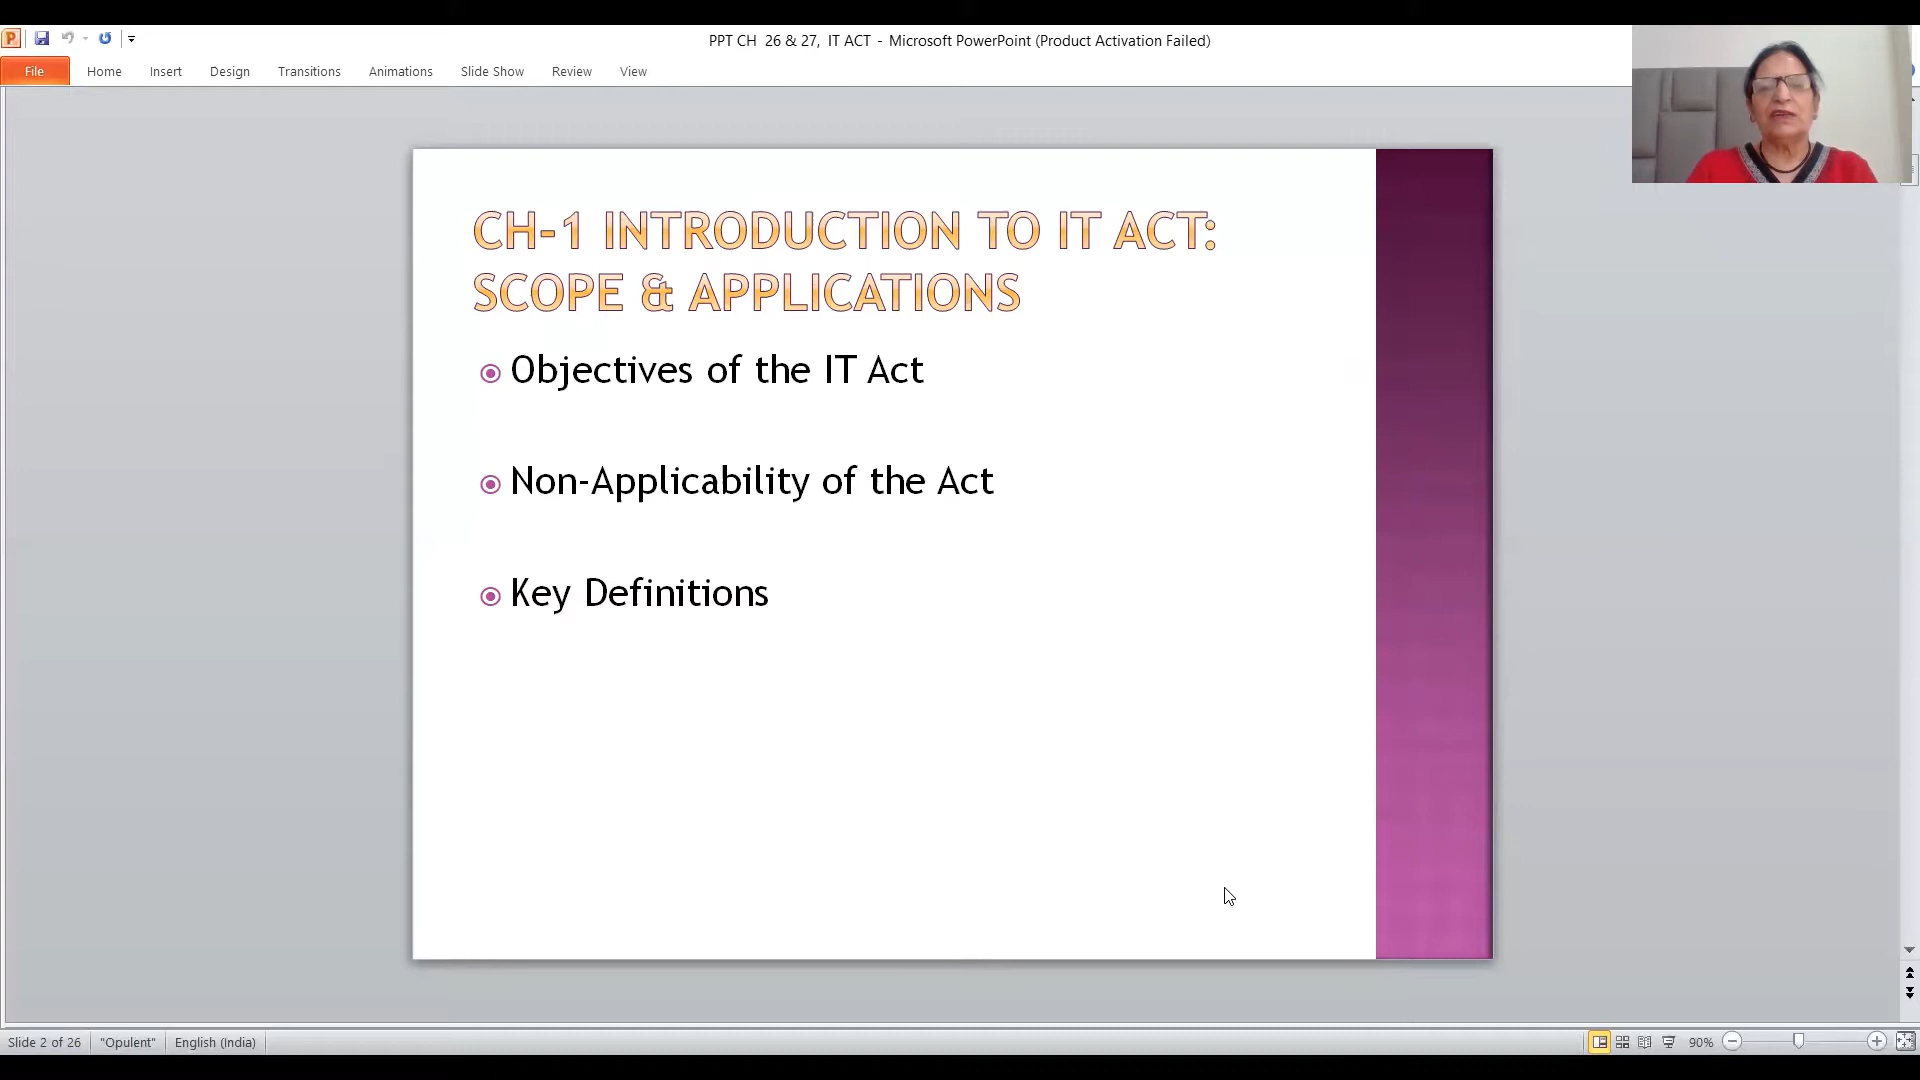 PPT CH 26 & 27, IT ACT - Microsoft PowerPoint (Product Activation Failed)
File Home Insert Design Transitions Animations Slide Show Review View
CH-1 INTRODUCTION TO IT ACT:
SCOPE & APPLICATIONS
Objectives of the IT Act
Non-Applicability of the Act
Key Definitions
Slide 2 of 26 "Opulent" English (India) 90%